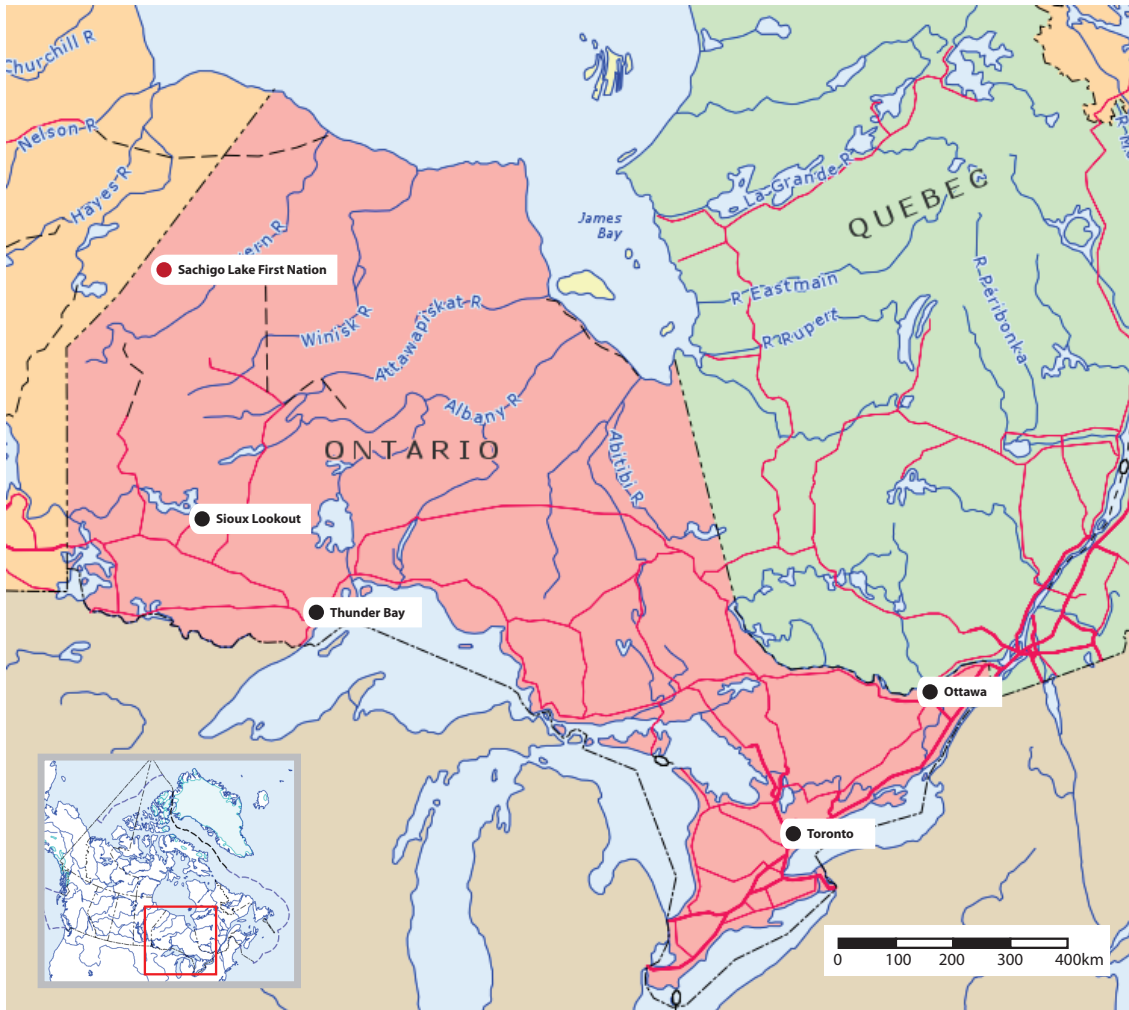 Churchill R
Nelson R
Hayes R
La Grande R
QUEBEC
James
Bay
ern R
Sachigo Lake First Nation
R Eastmain
R Péribonka
Winisk R
Attawapiskat R
R Rupert
Albany R
ONTARIO
Abitibi R
Sioux Lookout
Thunder Bay
Ottawa
Toronto
0 100 200 300 400km